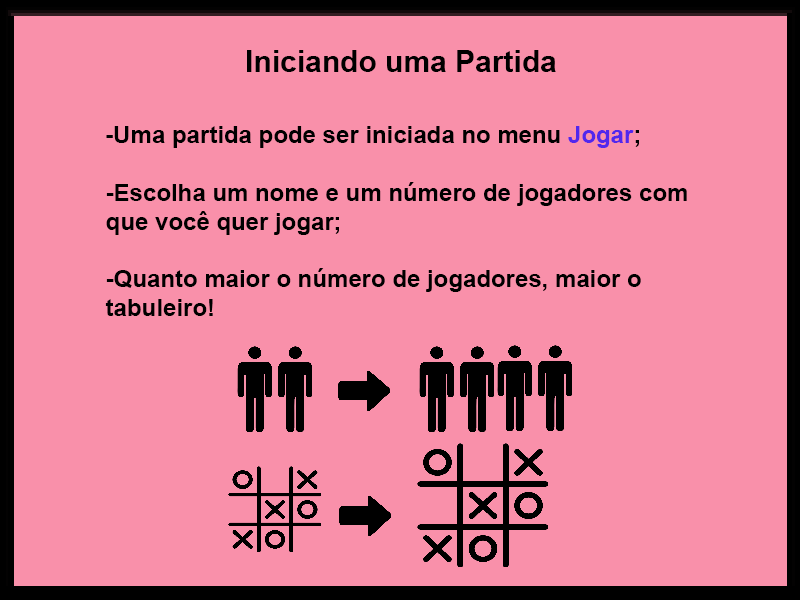 Iniciando uma Partida
-Uma partida pode ser iniciada no menu Jogar;
-Escolha um nome e um número de jogadores com
que você quer jogar;
-Quanto maior o número de jogadores, maior o
tabuleiro!
O X
X O
X O
O X
X O
X O